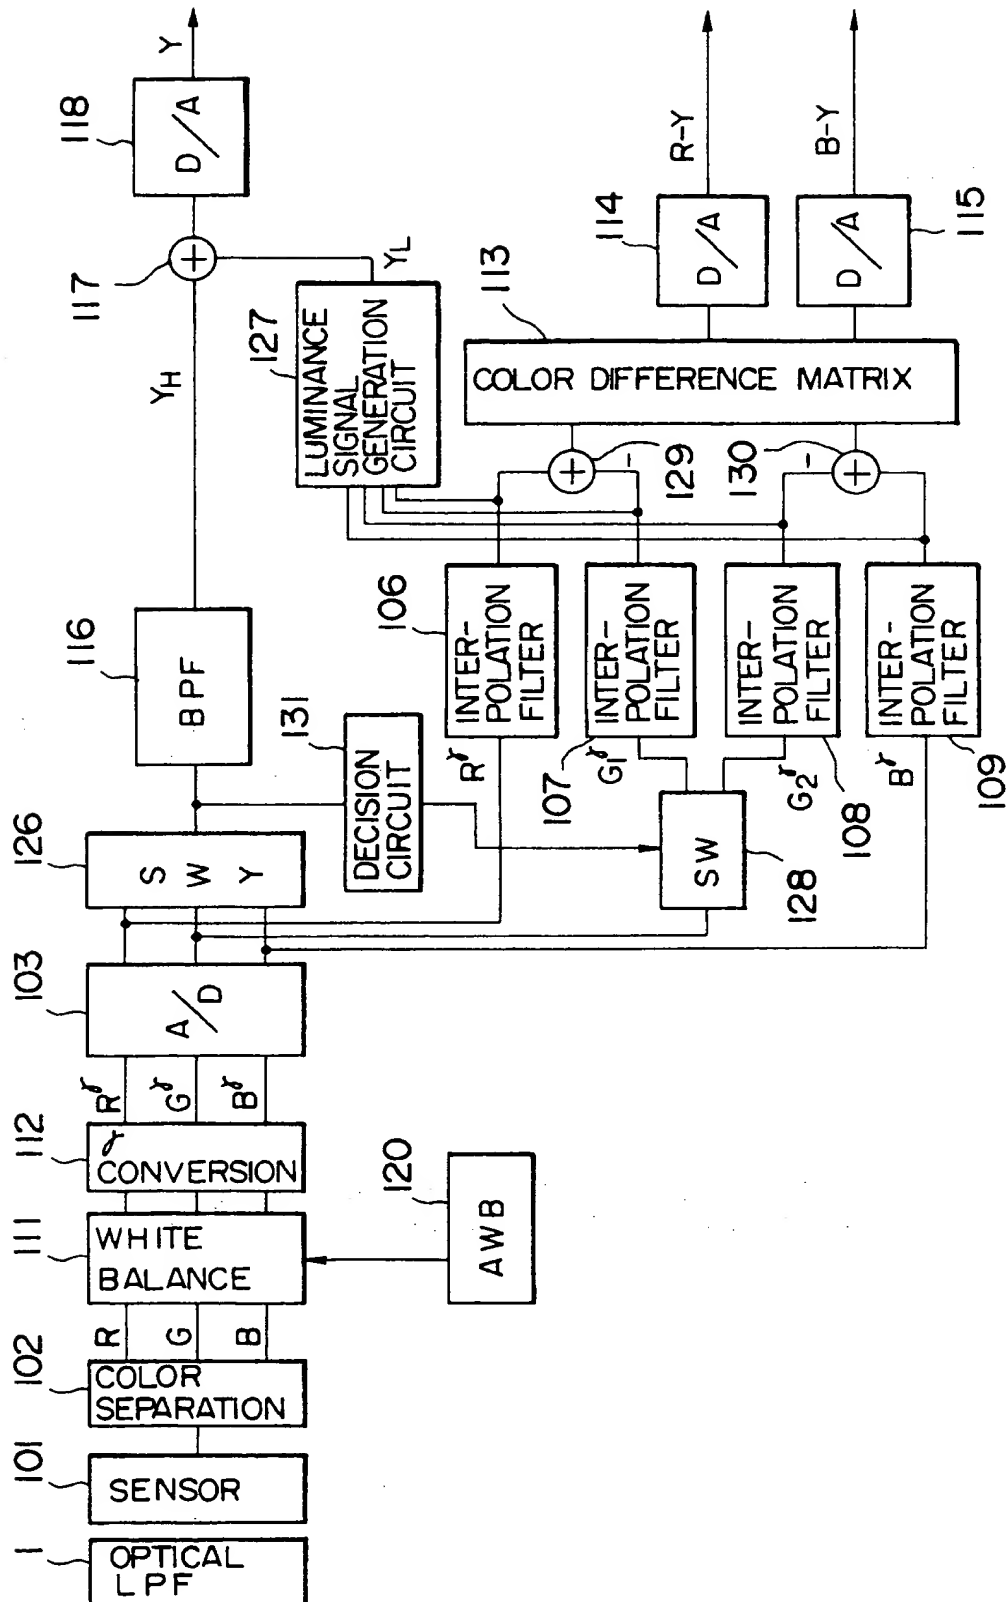 118
D/A
Y
117
+
YH
YL
127
LUMINANCE
SIGNAL
GENERATION
CIRCUIT
114
D/A
R-Y
115
D/A
B-Y
113
COLOR DIFFERENCE MATRIX
+
-
129
+
-
130
116
BPF
131
DECISION
CIRCUIT
106
INTER-
POLATION
FILTER
Rγ
107
INTER-
POLATION
FILTER
G1γ
108
INTER-
POLATION
FILTER
G2γ
109
INTER-
POLATION
FILTER
Bγ
126
SWY
SW
128
103
A/D
Rγ
Gγ
Bγ
112
γ
CONVERSION
111
WHITE
BALANCE
120
AWB
R
G
B
102
COLOR
SEPARATION
101
SENSOR
1
OPTICAL
LPF